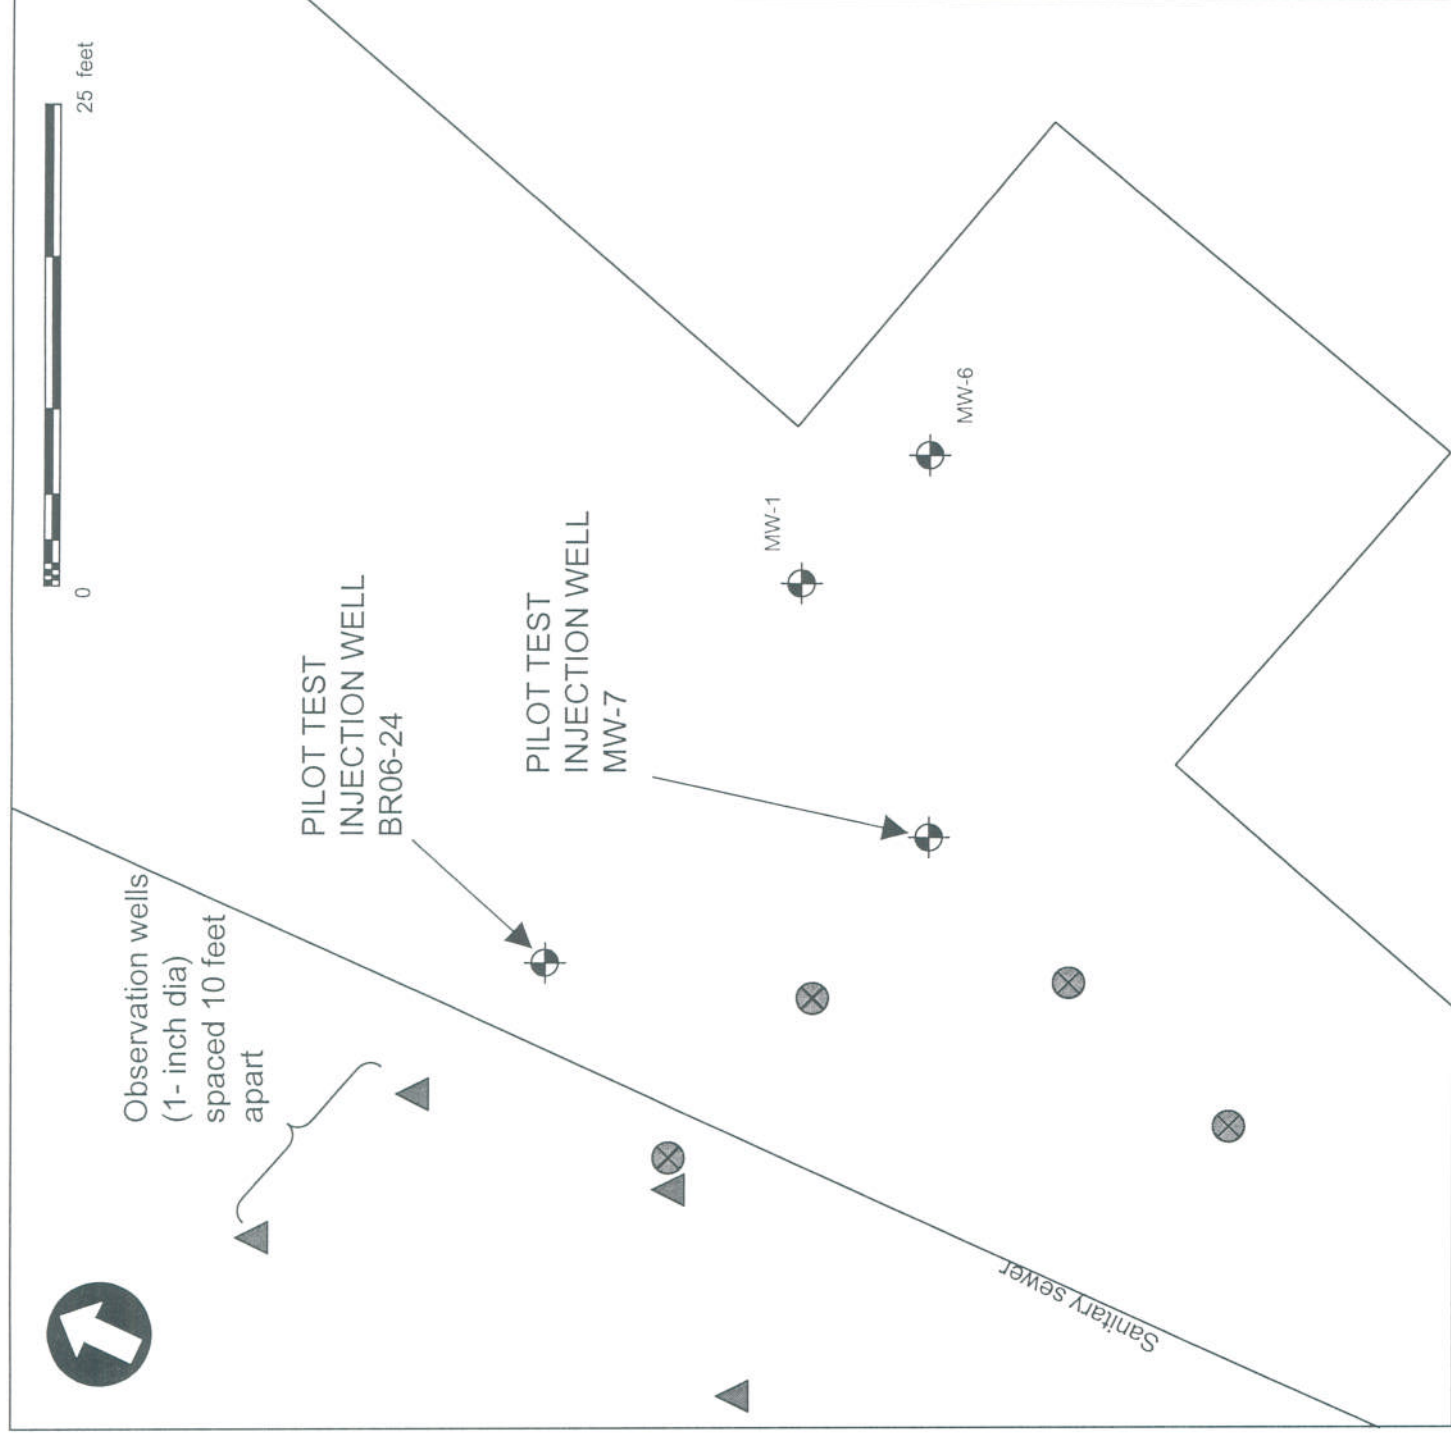 0
25 feet
Observation wells
(1- inch dia)
spaced 10 feet
apart
PILOT TEST
INJECTION WELL
BR06-24
PILOT TEST
INJECTION WELL
MW-7
MW-1
MW-6
Sanitary sewer